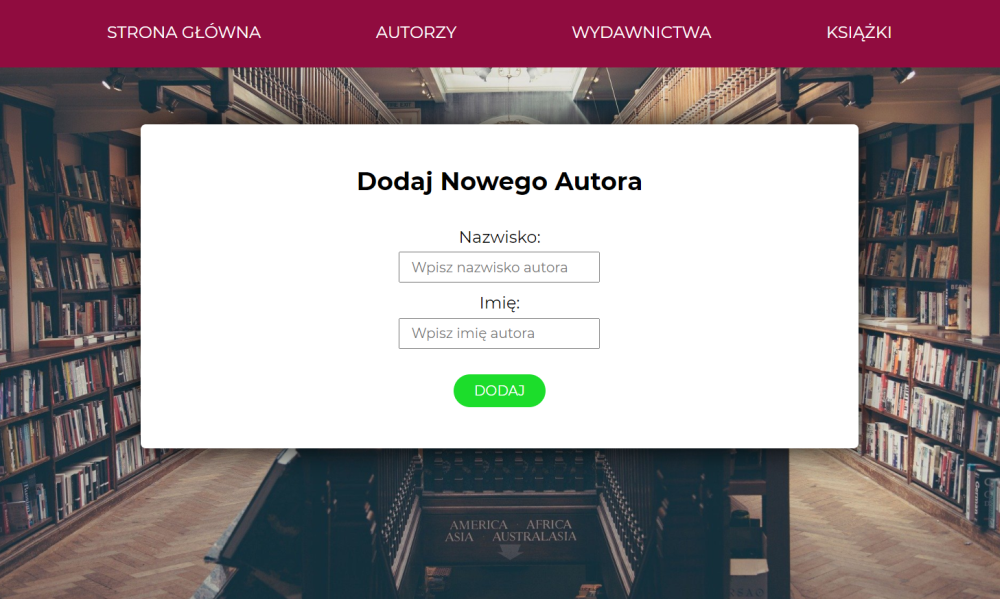 STRONA GŁÓWNA AUTORZY WYDAWNICTWA KSIĄŻKI
Dodaj Nowego Autora
Nazwisko:
Wpisz nazwisko autora
Imię:
Wpisz imię autora
DODAJ
AMERICA AFRICA
ASIA AUSTRALASIA